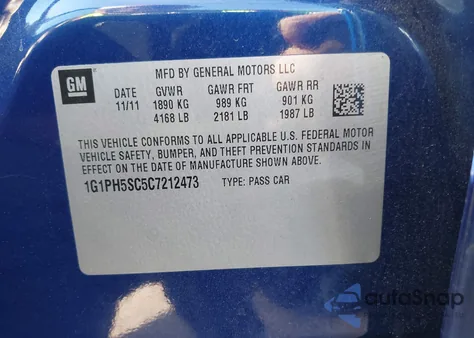 GM
MFD BY GENERAL MOTORS LLC
DATE GVWR GAWR FRT GAWR RR
11/11 1890 KG 989 KG 901 KG
4168 LB 2181 LB 1987 LB
THIS VEHICLE CONFORMS TO ALL APPLICABLE U.S. FEDERAL MOTOR
VEHICLE SAFETY, BUMPER, AND THEFT PREVENTION STANDARDS IN
EFFECT ON THE DATE OF MANUFACTURE SHOWN ABOVE.
1G1PH5SC5C7212473 TYPE: PASS CAR
autoSnap